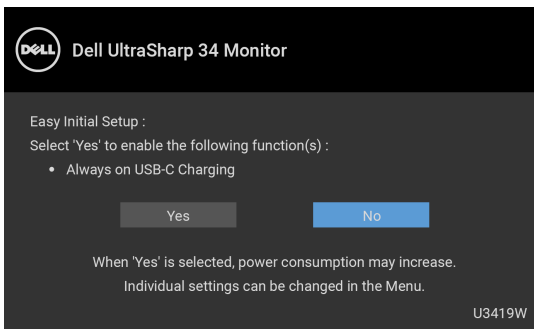 DELL
Dell UltraSharp 34 Monitor
Easy Initial Setup :
Select 'Yes' to enable the following function(s) :
• Always on USB-C Charging
Yes No
When 'Yes' is selected, power consumption may increase.
Individual settings can be changed in the Menu.
U3419W